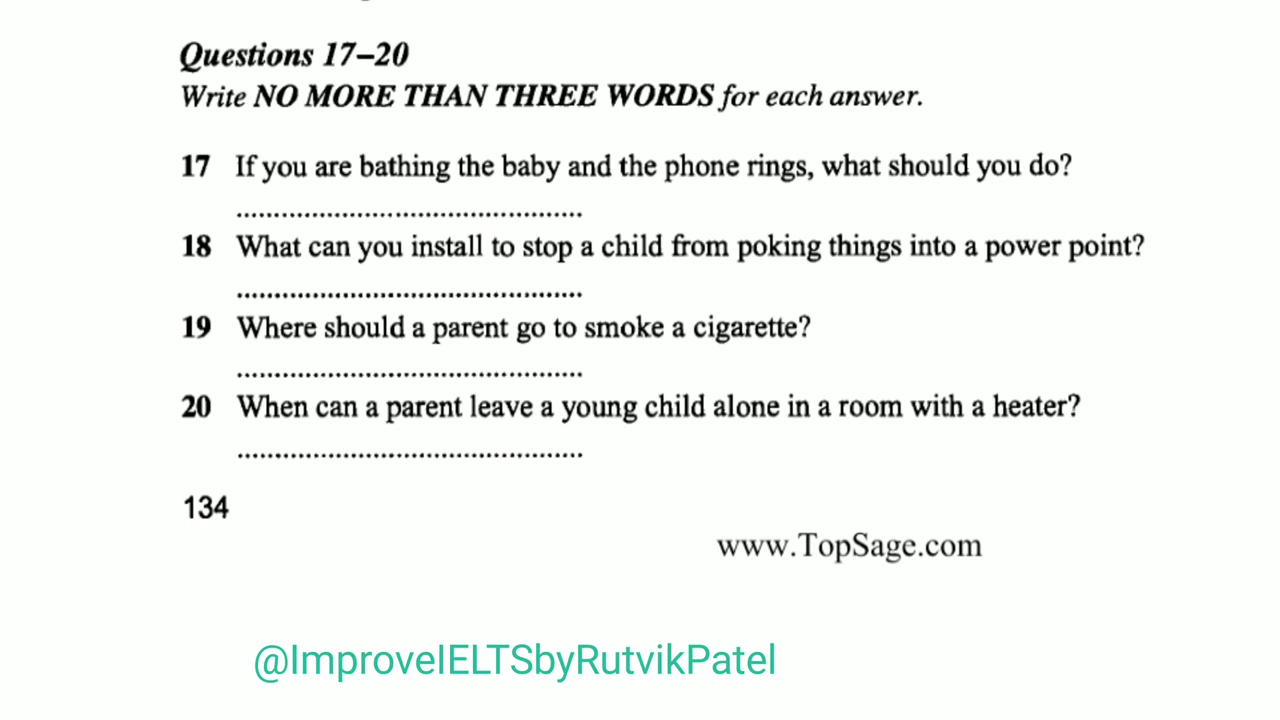 Questions 17–20
Write NO MORE THAN THREE WORDS for each answer.
17 If you are bathing the baby and the phone rings, what should you do?
..............................................
18 What can you install to stop a child from poking things into a power point?
..............................................
19 Where should a parent go to smoke a cigarette?
..............................................
20 When can a parent leave a young child alone in a room with a heater?
..............................................
134
www.TopSage.com
@ImproveIELTSbyRutvikPatel